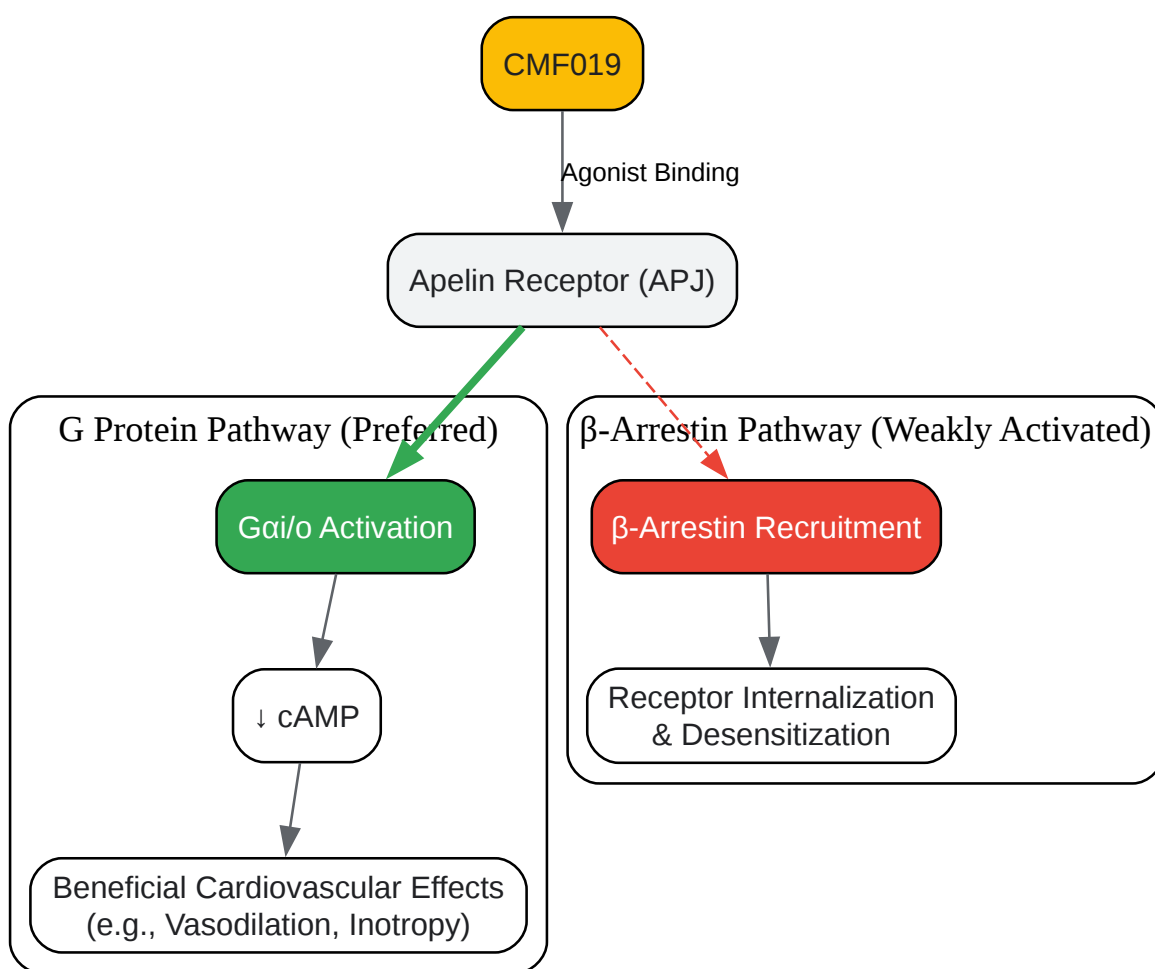 CMF019
Agonist Binding
Apelin Receptor (APJ)
G Protein Pathway (Preferred)
β-Arrestin Pathway (Weakly Activated)
Gαi/o Activation
β-Arrestin Recruitment
↓ cAMP
Receptor Internalization
& Desensitization
Beneficial Cardiovascular Effects
(e.g., Vasodilation, Inotropy)